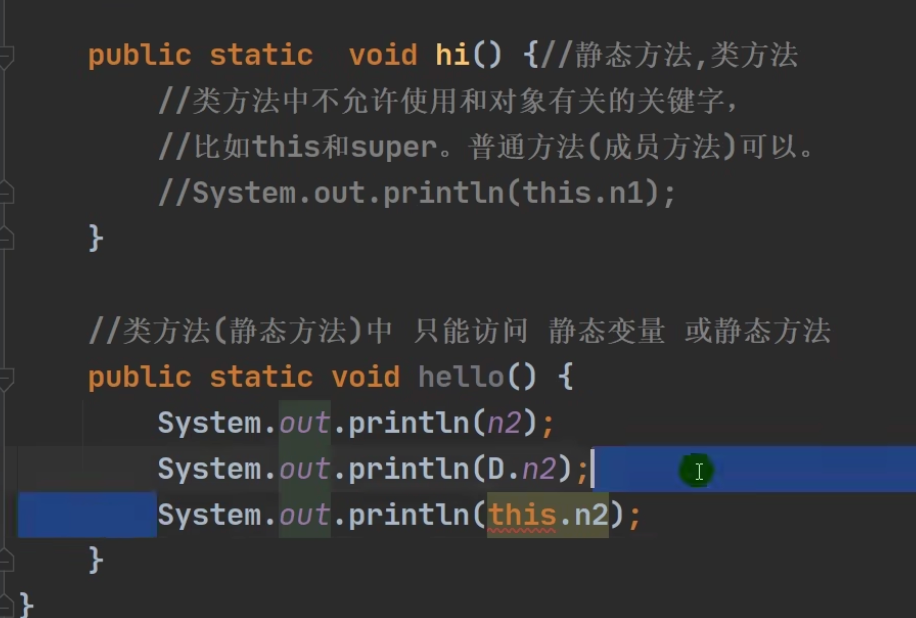 public static  void hi() {//静态方法,类方法
//类方法中不允许使用和对象有关的关键字，
//比如this和super。普通方法(成员方法)可以。
//System.out.println(this.n1);
}
//类方法(静态方法)中 只能访问 静态变量 或静态方法
public static void hello() {
System.out.println(n2);
System.out.println(D.n2);
System.out.println(this.n2);
}
}